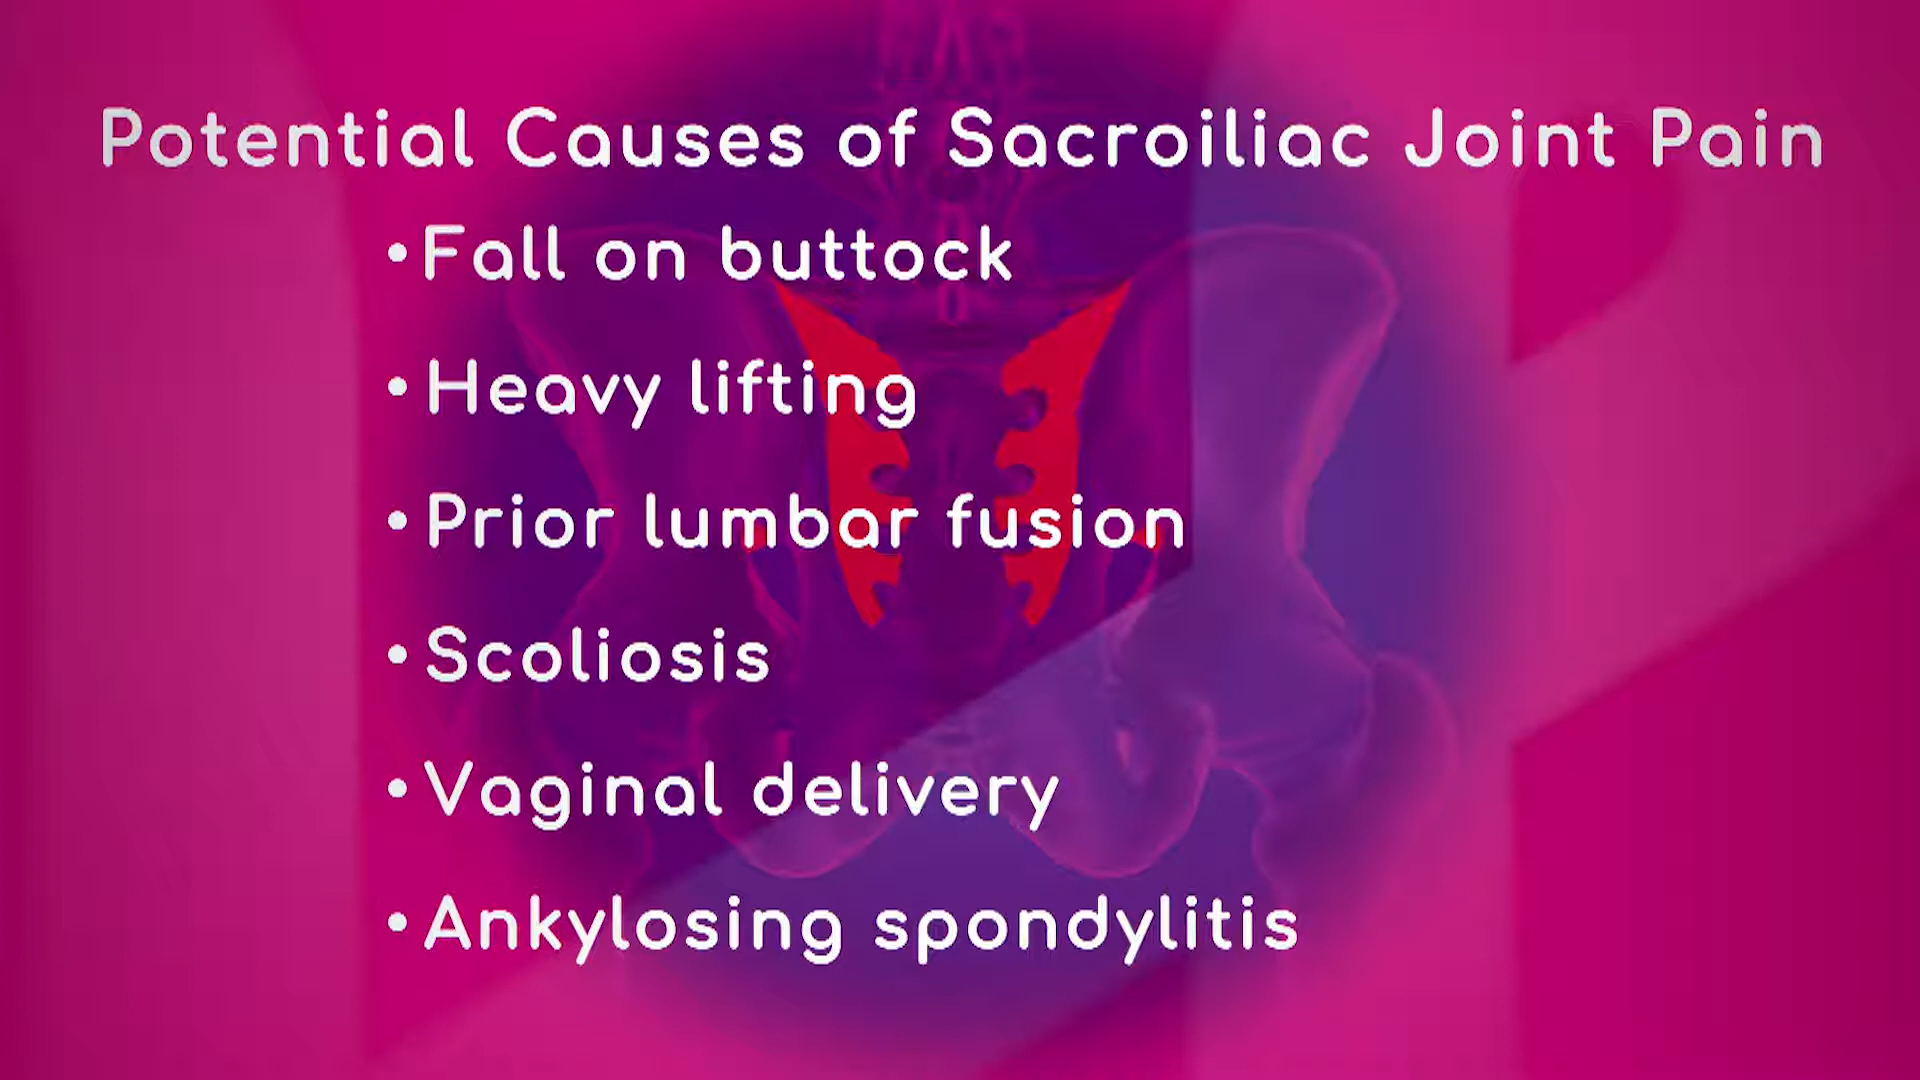 Potential Causes of Sacroiliac Joint Pain
•Fall on buttock
•Heavy lifting
•Prior lumbar fusion
•Scoliosis
•Vaginal delivery
•Ankylosing spondylitis